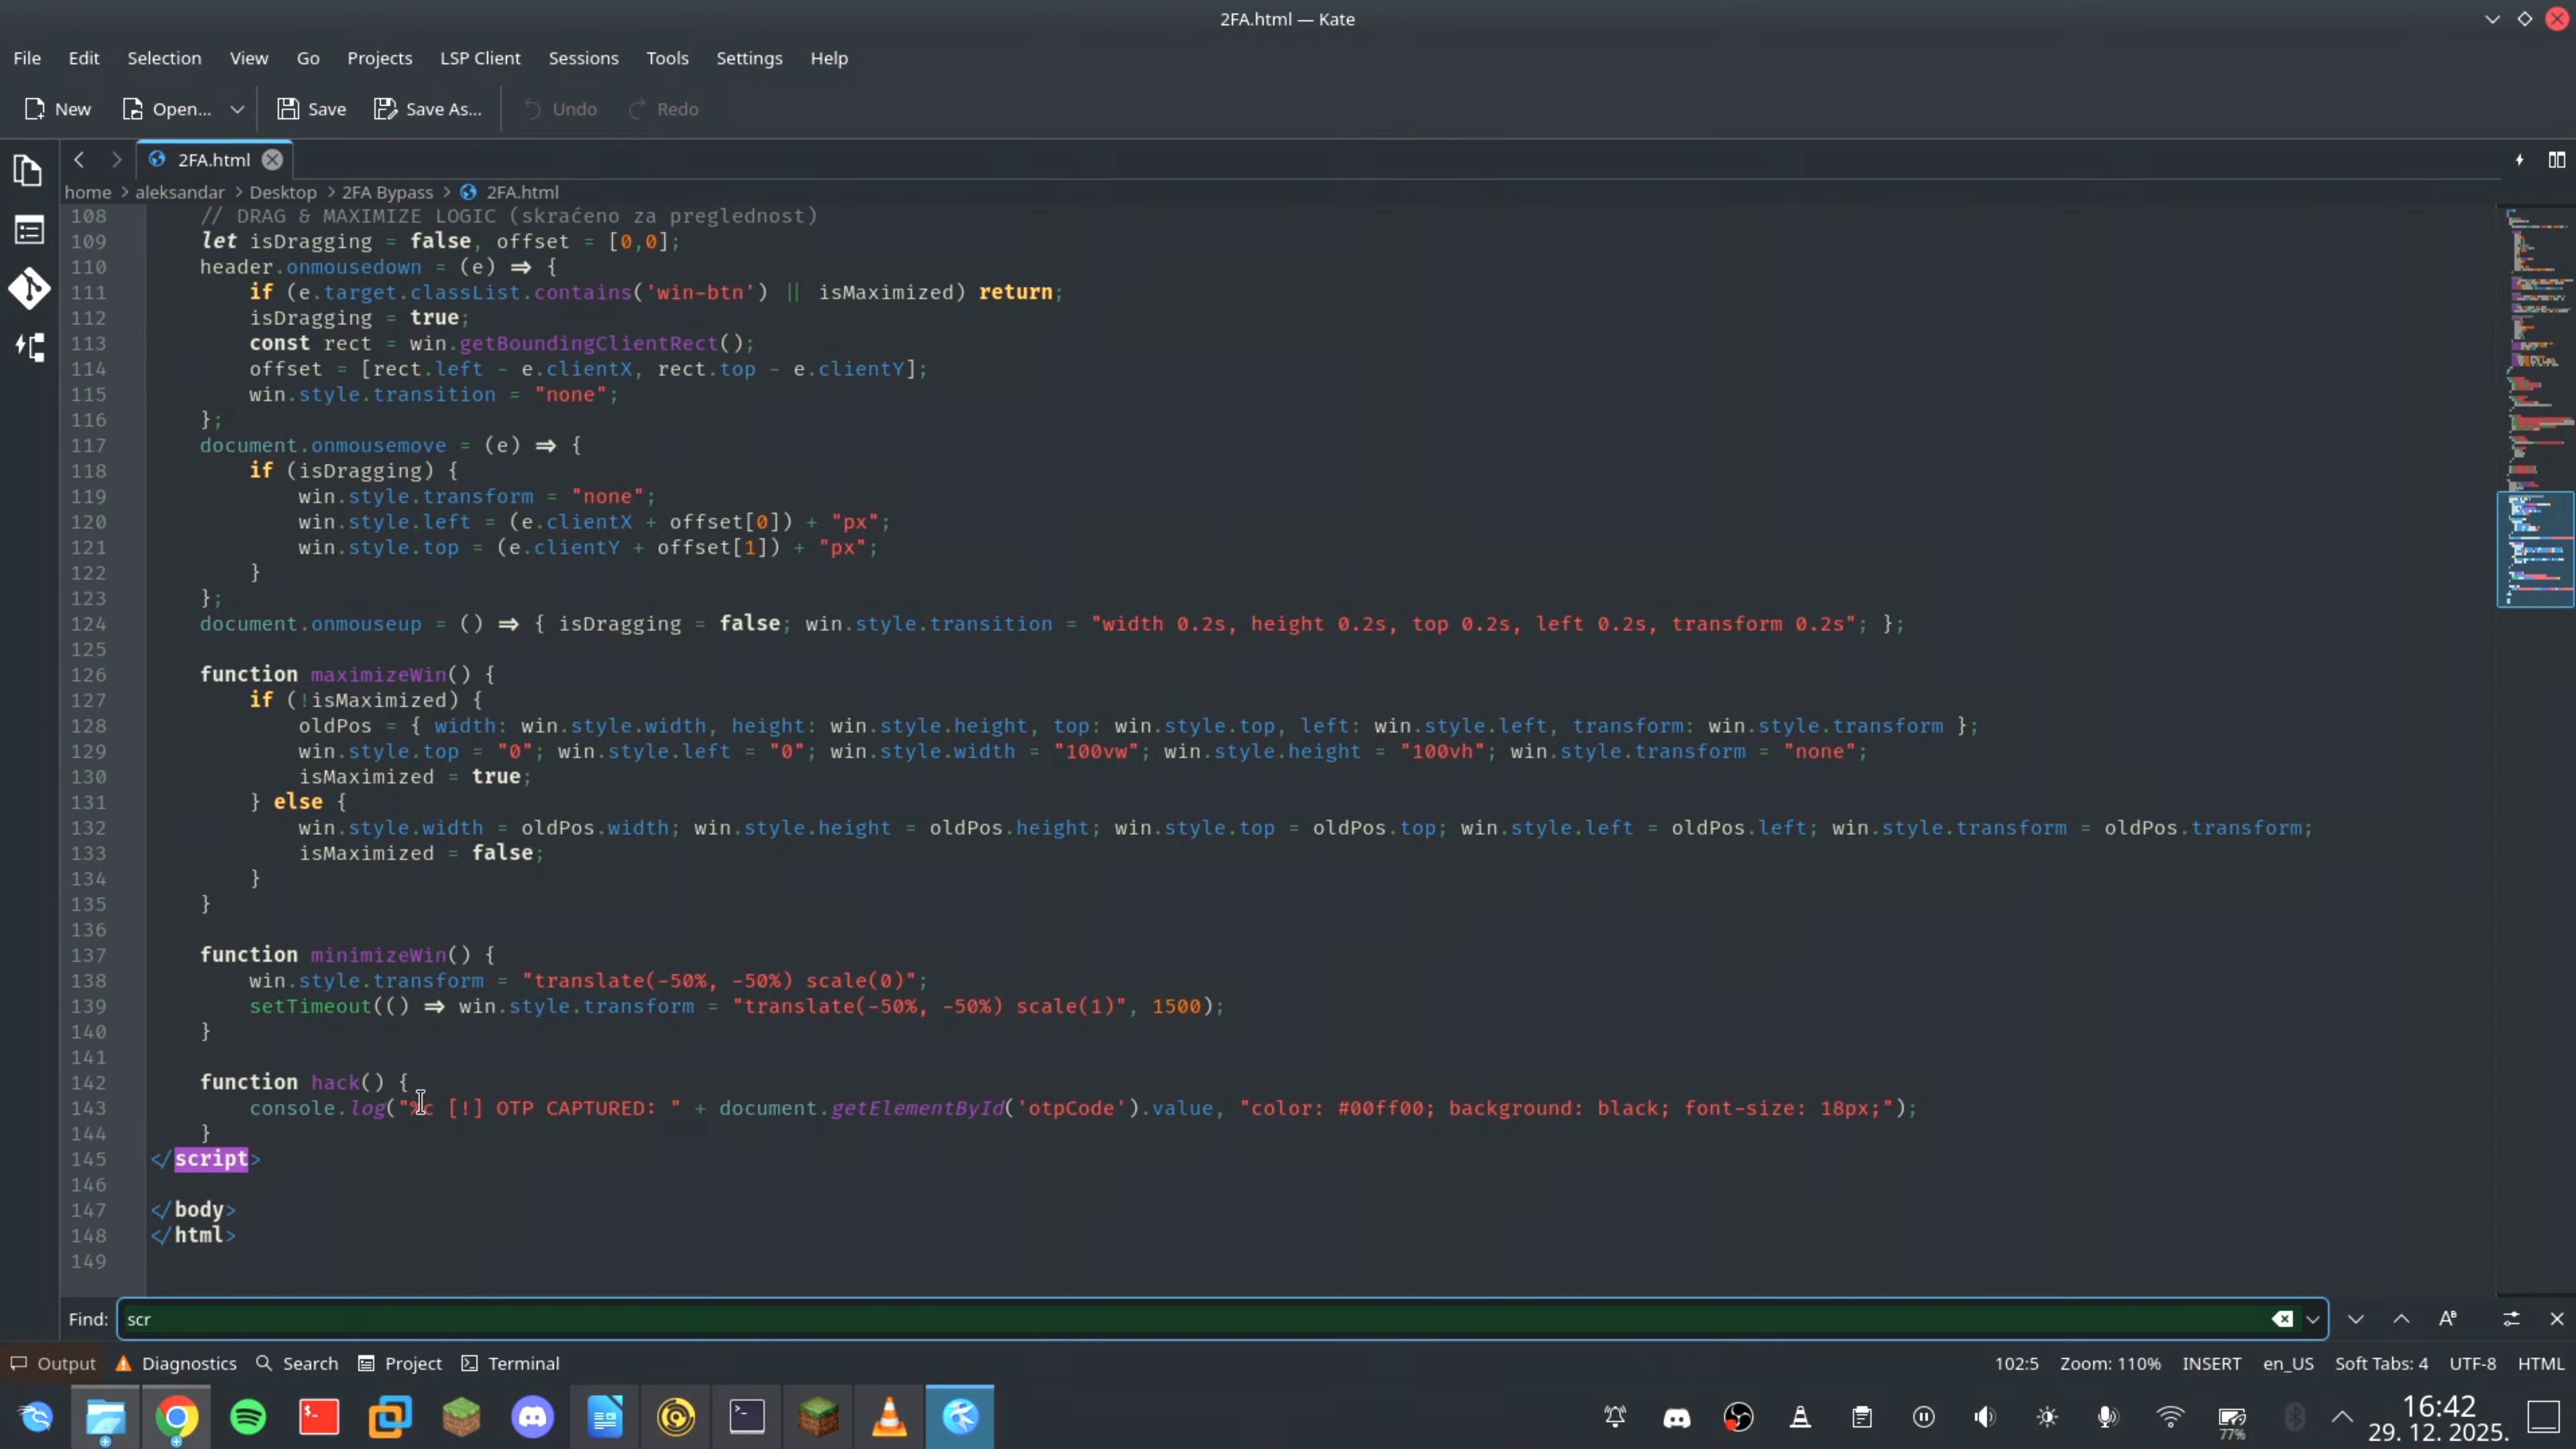 2FA.html — Kate
File Edit Selection View Go Projects LSP Client Sessions Tools Settings Help
New Open... Save Save As... Undo Redo
2FA.html
home > aleksandar > Desktop > 2FA Bypass > 2FA.html
108 // DRAG & MAXIMIZE LOGIC (skraćeno za preglednost)
109 let isDragging = false, offset = [0,0];
110 header.onmousedown = (e) => {
111 if (e.target.classList.contains('win-btn') || isMaximized) return;
112 isDragging = true;
113 const rect = win.getBoundingClientRect();
114 offset = [rect.left - e.clientX, rect.top - e.clientY];
115 win.style.transition = "none";
116 };
117 document.onmousemove = (e) => {
118 if (isDragging) {
119 win.style.transform = "none";
120 win.style.left = (e.clientX + offset[0]) + "px";
121 win.style.top = (e.clientY + offset[1]) + "px";
122 }
123 };
124 document.onmouseup = () => { isDragging = false; win.style.transition = "width 0.2s, height 0.2s, top 0.2s, left 0.2s, transform 0.2s"; };
125
126 function maximizeWin() {
127 if (!isMaximized) {
128 oldPos = { width: win.style.width, height: win.style.height, top: win.style.top, left: win.style.left, transform: win.style.transform };
129 win.style.top = "0"; win.style.left = "0"; win.style.width = "100vw"; win.style.height = "100vh"; win.style.transform = "none";
130 isMaximized = true;
131 } else {
132 win.style.width = oldPos.width; win.style.height = oldPos.height; win.style.top = oldPos.top; win.style.left = oldPos.left; win.style.transform = oldPos.transform;
133 isMaximized = false;
134 }
135 }
136
137 function minimizeWin() {
138 win.style.transform = "translate(-50%, -50%) scale(0)";
139 setTimeout(() => win.style.transform = "translate(-50%, -50%) scale(1)", 1500);
140 }
141
142 function hack() {
143 console.log("%c [!] OTP CAPTURED: " + document.getElementById('otpCode').value, "color: #00ff00; background: black; font-size: 18px;");
144 }
145 </script>
146
147 </body>
148 </html>
149
Find: scr
Output Diagnostics Search Project Terminal 102:5 Zoom: 110% INSERT en_US Soft Tabs: 4 UTF-8 HTML
77%
16:42
29. 12. 2025.